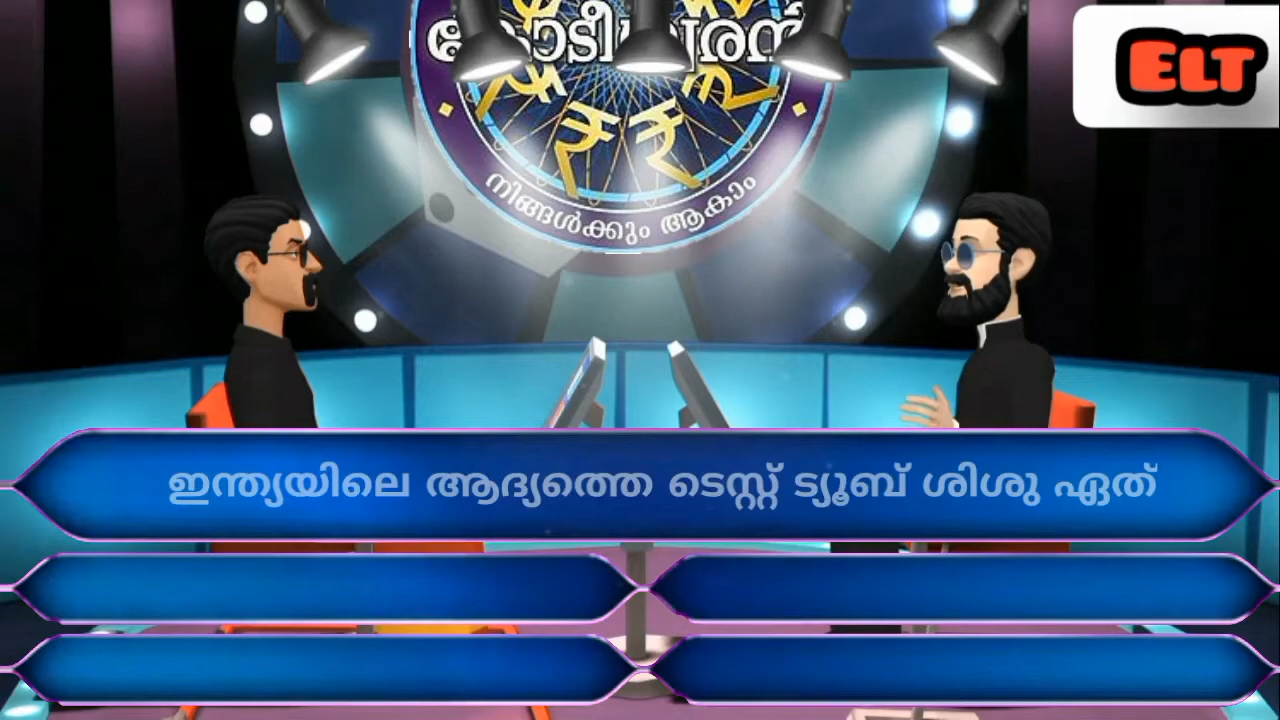 ELT
നിങ്ങൾക്കും ആകാം
ഇന്ത്യയിലെ ആദ്യത്തെ ടെസ്റ്റ് ട്യൂബ് ശിശു ഏത്